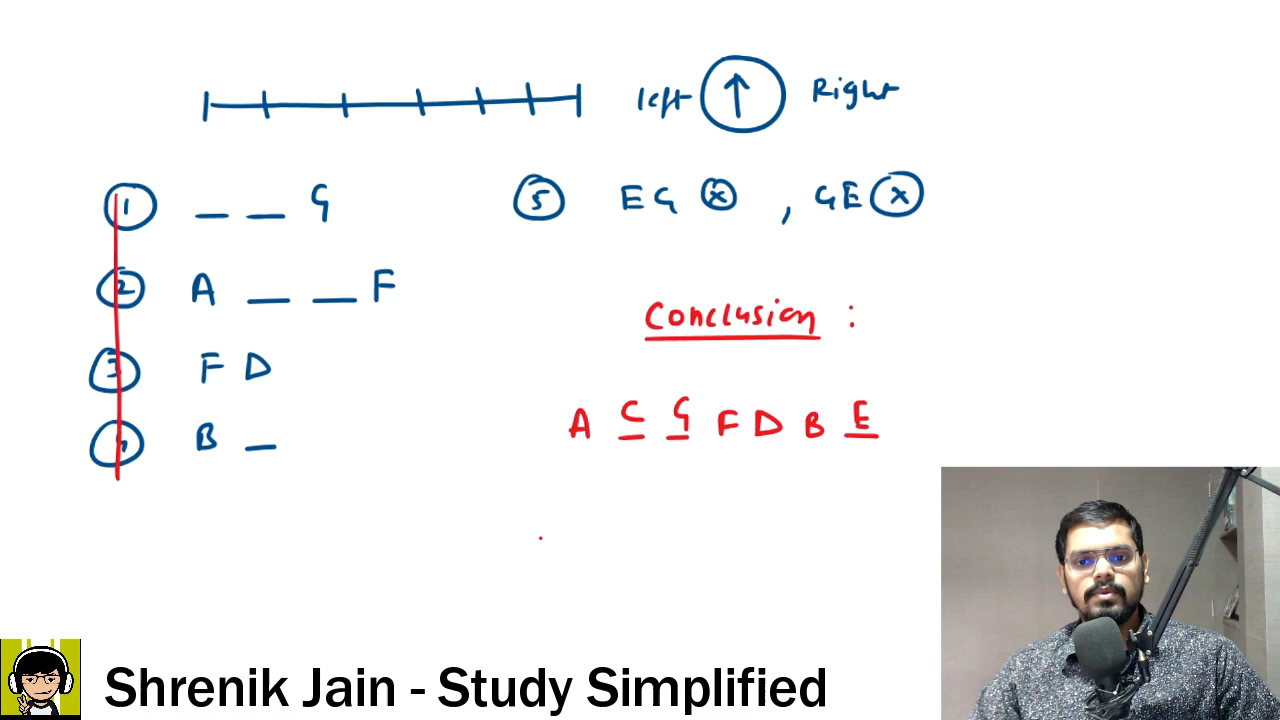 left ↑ Right
① _ _ G
⑤ E G ⓧ , G E ⓧ
② A _ _ F
Conclusion :
③ F D
A C G F D B E
④ B _
Shrenik Jain - Study Simplified